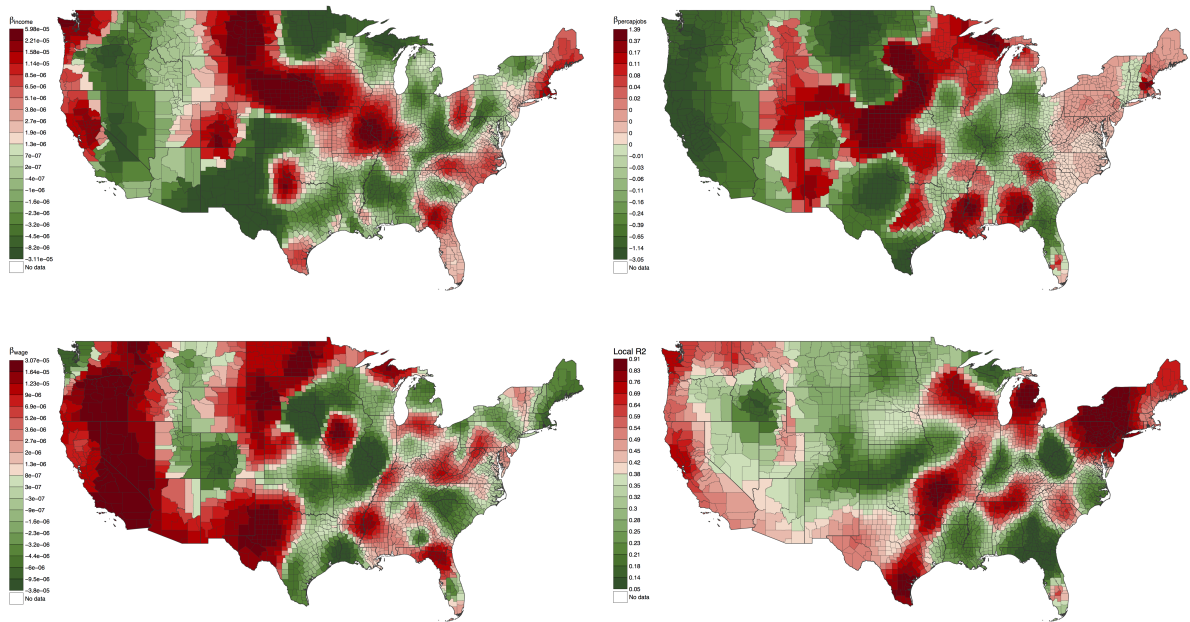 βincome
5.98e−05
2.21e−05
1.58e−05
1.14e−05
8.5e−06
6.6e−06
5.1e−06
3.8e−06
2.7e−06
1.9e−06
1.3e−06
7e−07
2e−07
−4e−07
−1e−06
−1.6e−06
−2.3e−06
−3.2e−06
−4.5e−06
−8.2e−06
−3.11e−05
No data
βpercapjobs
1.39
0.37
0.17
0.11
0.08
0.04
0.02
0
0
0
0
−0.01
−0.03
−0.06
−0.11
−0.16
−0.24
−0.39
−0.65
−1.14
−3.05
No data
βwage
3.07e−05
1.64e−05
1.23e−05
9e−06
6.9e−06
5.2e−06
3.6e−06
2.7e−06
2e−06
1.3e−06
8e−07
3e−07
−3e−07
−9e−07
−1.6e−06
−2.3e−06
−3.2e−06
−4.4e−06
−6e−06
−9.5e−06
−3.8e−05
No data
Local R2
0.91
0.83
0.76
0.69
0.64
0.59
0.54
0.49
0.45
0.42
0.38
0.35
0.32
0.3
0.28
0.25
0.23
0.21
0.18
0.14
0.05
No data